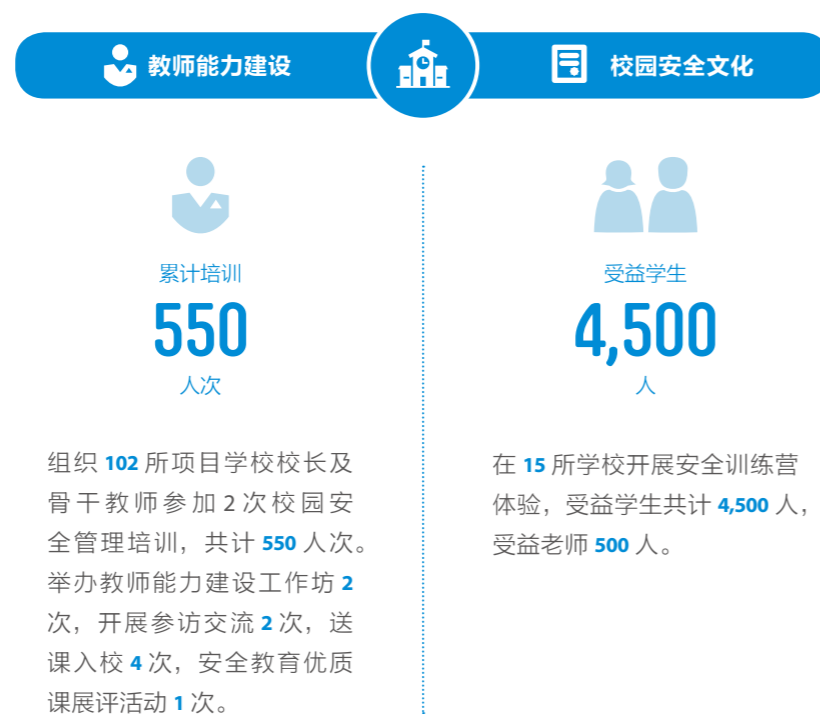 教师能力建设
校园安全文化
累计培训
550
人次
组织 102 所项目学校校长及
骨干教师参加 2 次校园安
全管理培训，共计 550 人次。
举办教师能力建设工作坊 2
次，开展参访交流 2 次，送
课入校 4 次，安全教育优质
课展评活动 1 次。
受益学生
4,500
人
在 15 所学校开展安全训练营
体验，受益学生共计 4,500 人，
受益老师 500 人。